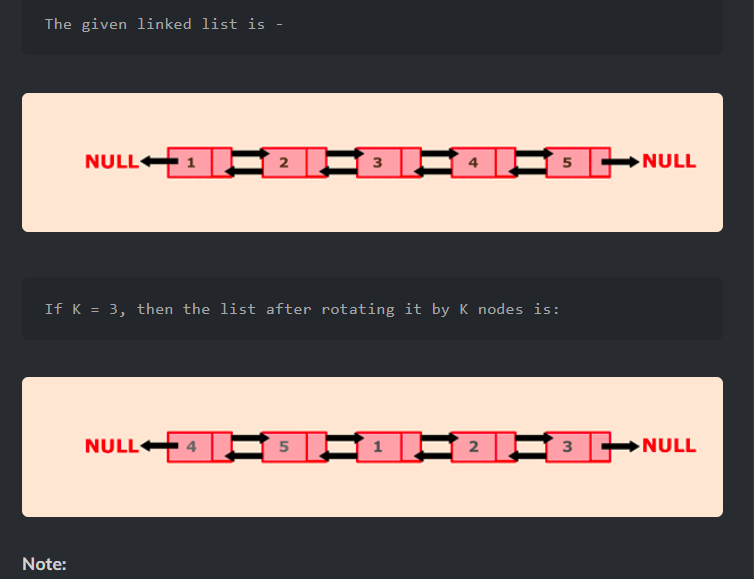 The given linked list is -
NULL 1 2 3 4 5 NULL
If K = 3, then the list after rotating it by K nodes is:
NULL 4 5 1 2 3 NULL
Note: